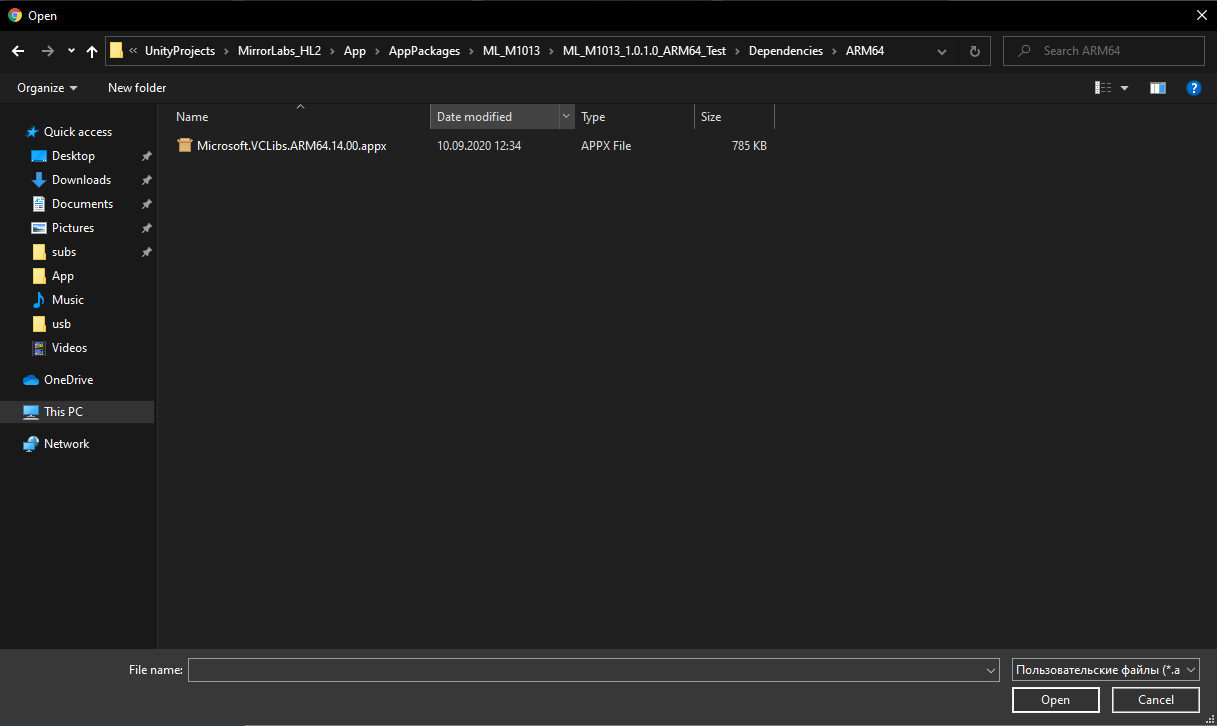 Open
UnityProjects MirrorLabs_HL2 App AppPackages ML_M1013 ML_M1013_1.0.1.0_ARM64_Test Dependencies ARM64 Search ARM64
Organize New folder
Name Date modified Type Size
Microsoft.VCLibs.ARM64.14.00.appx 10.09.2020 12:34 APPX File 785 KB
Quick access
Desktop
Downloads
Documents
Pictures
subs
App
Music
usb
Videos
OneDrive
This PC
Network
File name: Пользовательские файлы (*.a
Open Cancel